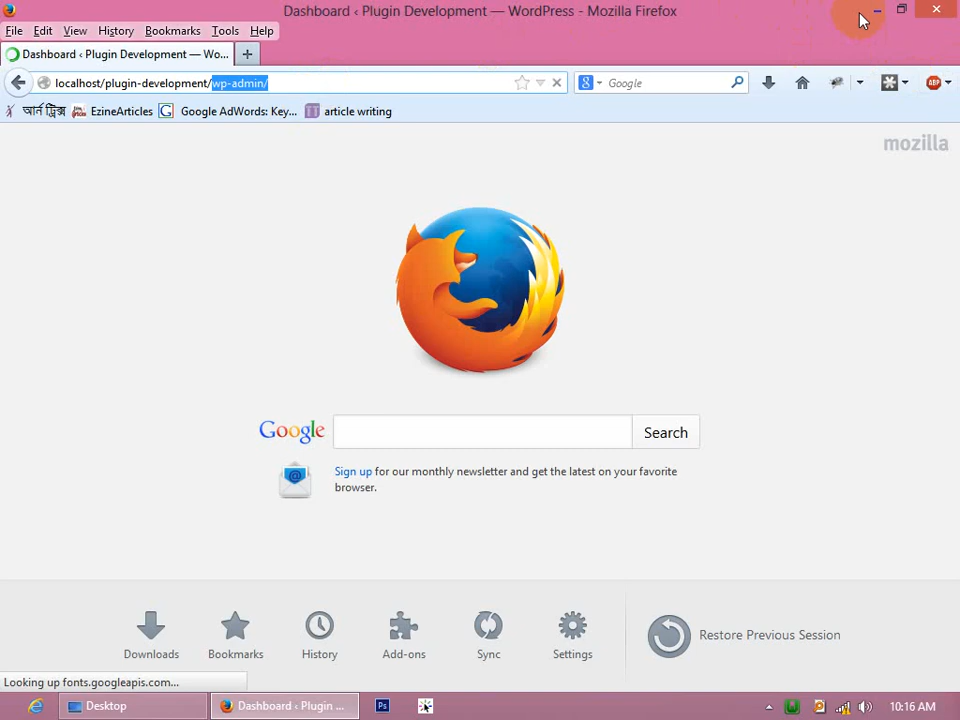 Dashboard ‹ Plugin Development — WordPress - Mozilla Firefox
File Edit View History Bookmarks Tools Help
Dashboard ‹ Plugin Development — Wo...
localhost/plugin-development/wp-admin/ Google
আর্ন ট্রিক্স EzineArticles Google AdWords: Key... article writing
mozilla
Google Search
Sign up for our monthly newsletter and get the latest on your favorite
browser.
Downloads Bookmarks History Add-ons Sync Settings Restore Previous Session
Looking up fonts.googleapis.com...
Desktop Dashboard ‹ Plugin ... Ps 10:16 AM